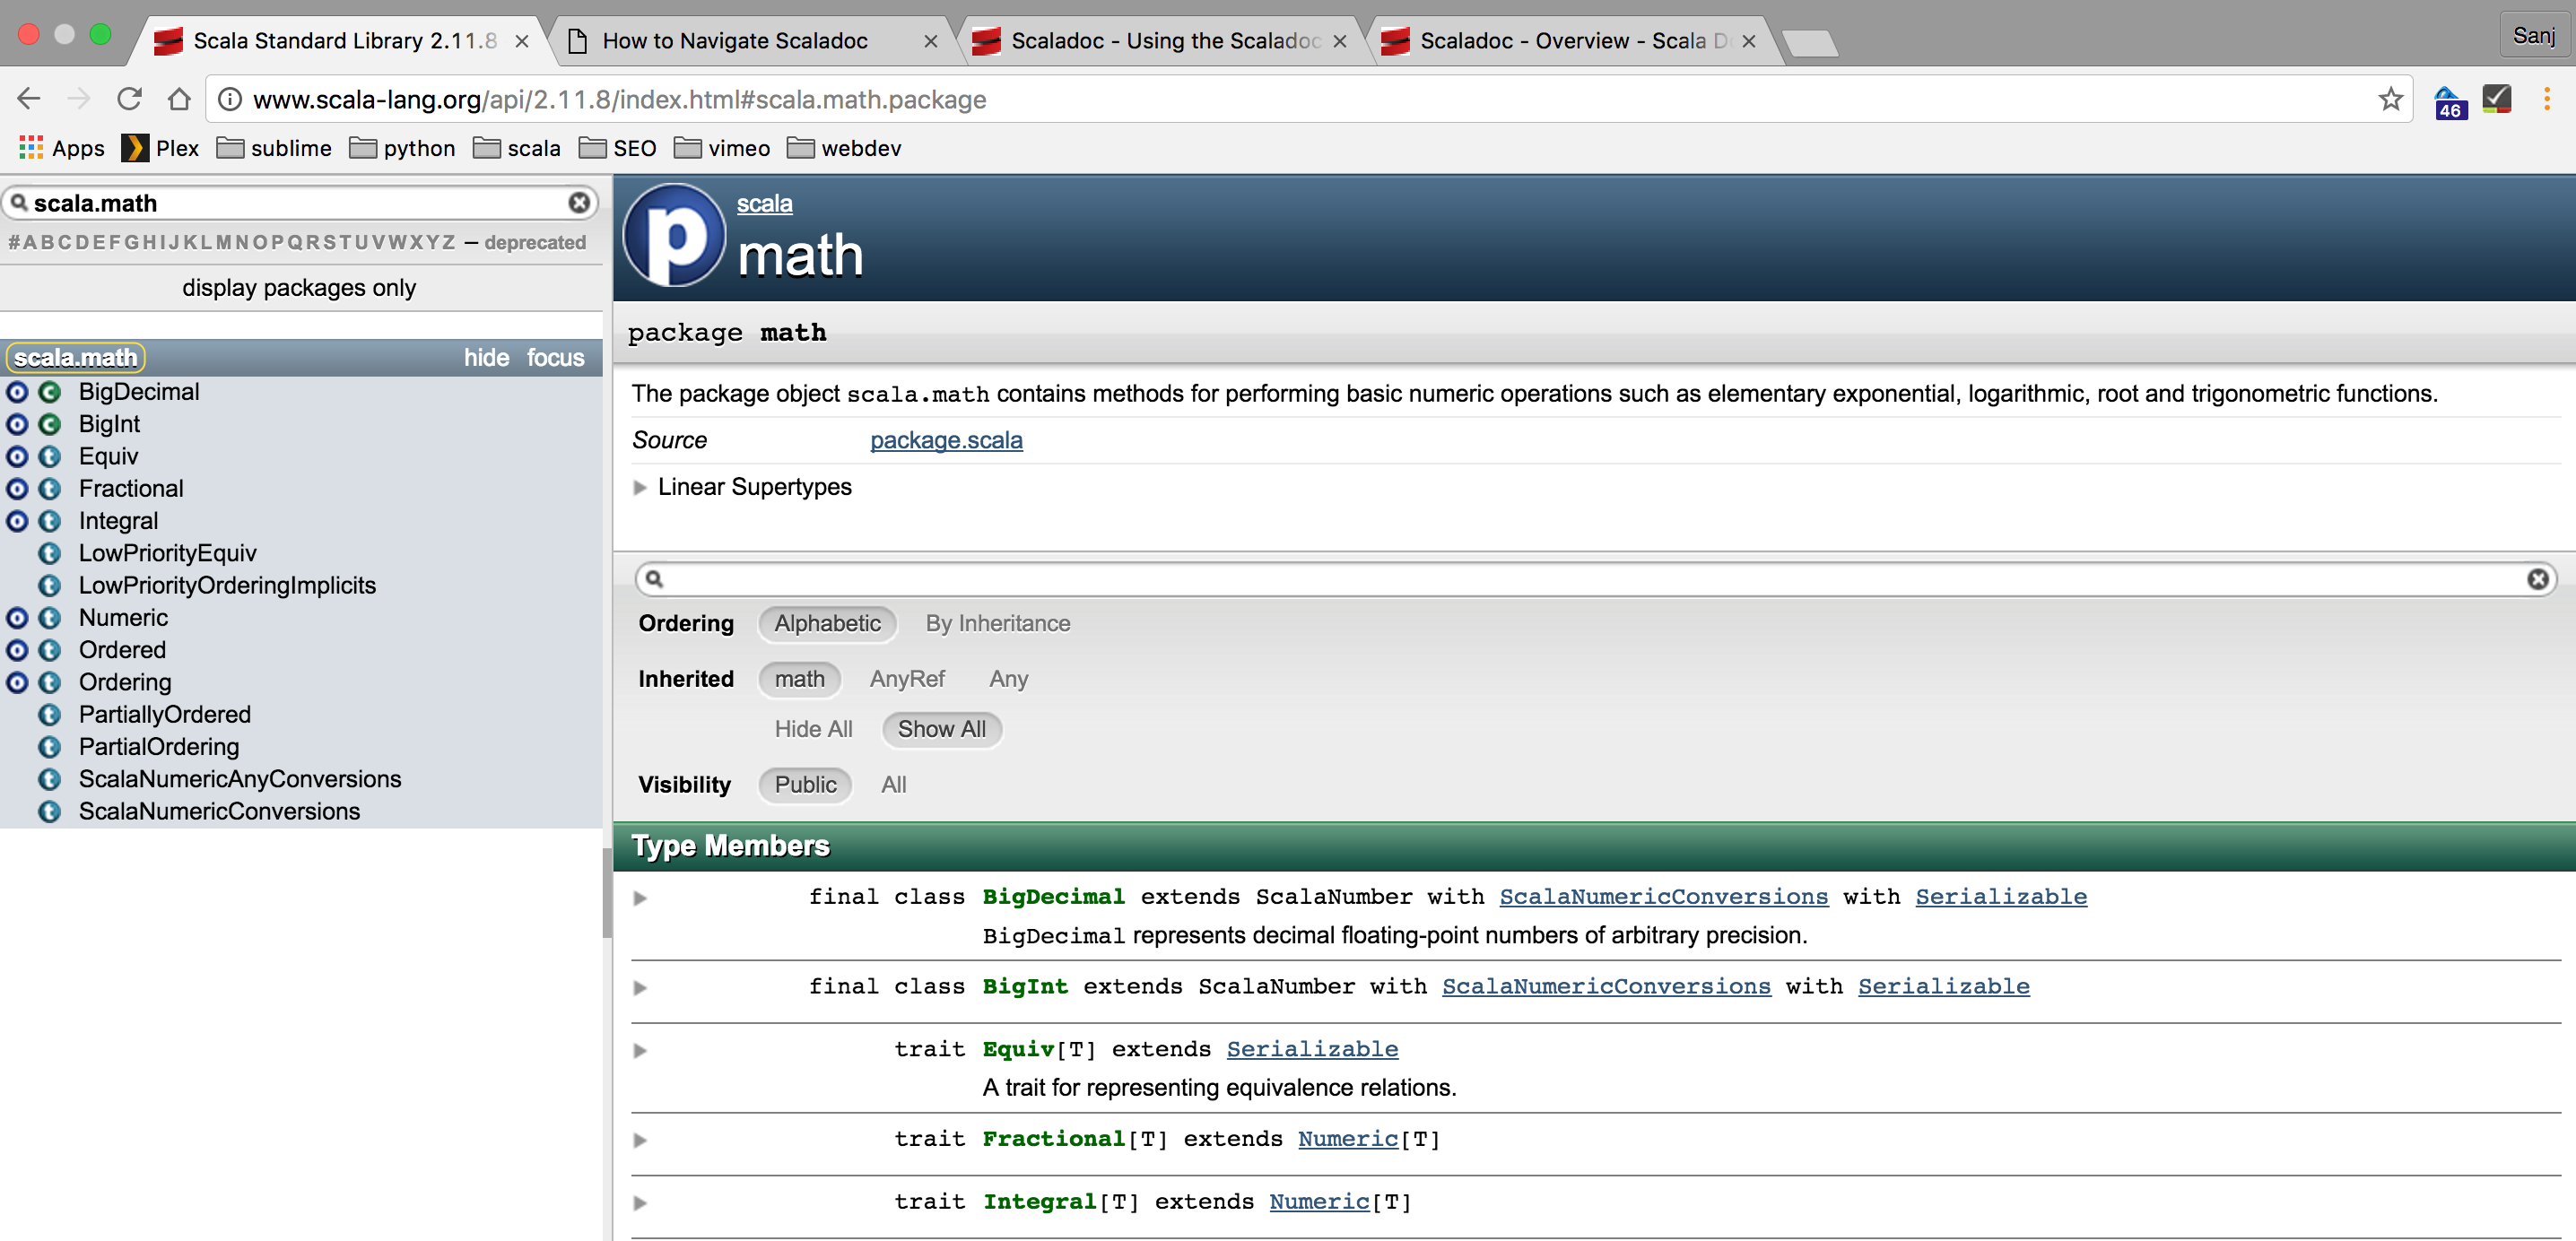 Scala Standard Library 2.11.8
How to Navigate Scaladoc
Scaladoc - Using the Scaladoc
Scaladoc - Overview - Scala D
Sanj
www.scala-lang.org/api/2.11.8/index.html#scala.math.package
46
Apps Plex sublime python scala SEO vimeo webdev
scala.math
#ABCDEFGHIJKLMNOPQRSTUVWXYZ – deprecated
display packages only
scala.math hide focus
BigDecimal
BigInt
Equiv
Fractional
Integral
LowPriorityEquiv
LowPriorityOrderingImplicits
Numeric
Ordered
Ordering
PartiallyOrdered
PartialOrdering
ScalaNumericAnyConversions
ScalaNumericConversions
p
scala
math
package math
The package object scala.math contains methods for performing basic numeric operations such as elementary exponential, logarithmic, root and trigonometric functions.
Source package.scala
Linear Supertypes
Ordering Alphabetic By Inheritance
Inherited math AnyRef Any
Hide All Show All
Visibility Public All
Type Members
final class BigDecimal extends ScalaNumber with ScalaNumericConversions with Serializable
BigDecimal represents decimal floating-point numbers of arbitrary precision.
final class BigInt extends ScalaNumber with ScalaNumericConversions with Serializable
trait Equiv[T] extends Serializable
A trait for representing equivalence relations.
trait Fractional[T] extends Numeric[T]
trait Integral[T] extends Numeric[T]